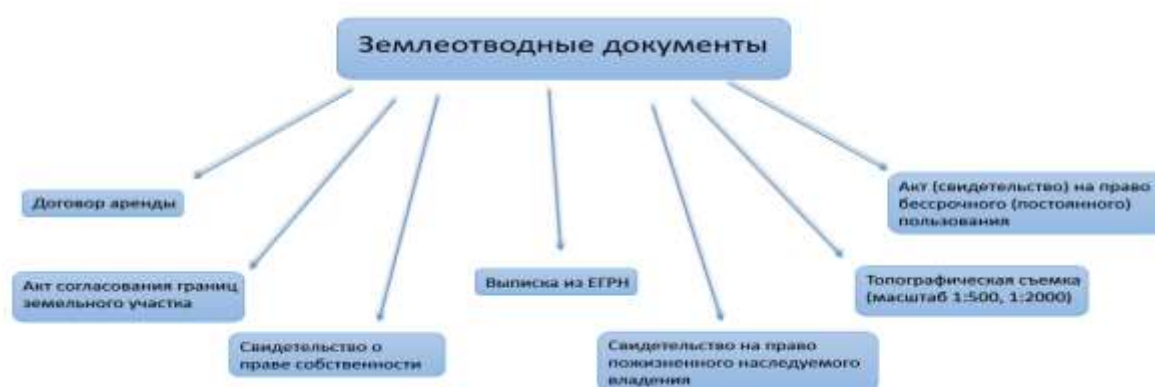 Землеотводные документы
Договор аренды
Акт согласования границ
земельного участка
Свидетельство о
праве собственности
Выписка из ЕГРН
Свидетельство на право
пожизненного наследуемого
владения
Топографическая съемка
(масштаб 1:500, 1:2000)
Акт (свидетельство) на право
бессрочного (постоянного)
пользования